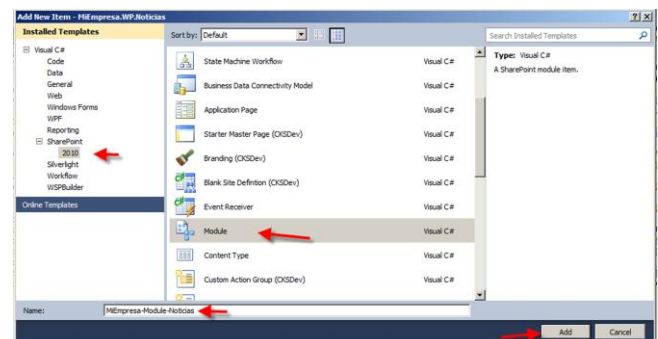 Add New Item - MiEmpresa.WP.Noticias
Installed Templates
Sort by: Default
Search Installed Templates
Visual C#
Code
Data
General
Web
Windows Forms
WPF
Reporting
SharePoint
2010
Silverlight
Workflow
WSPBuilder
Online Templates
State Machine Workflow Visual C#
Business Data Connectivity Model Visual C#
Application Page Visual C#
Starter Master Page (CKSDev) Visual C#
Branding (CKSDev) Visual C#
Blank Site Defintion (CKSDev) Visual C#
Event Receiver Visual C#
Module Visual C#
Content Type Visual C#
Custom Action Group (CKSDev) Visual C#
Type: Visual C#
A SharePoint module item.
Name: MiEmpresa-Module-Noticias
Add Cancel